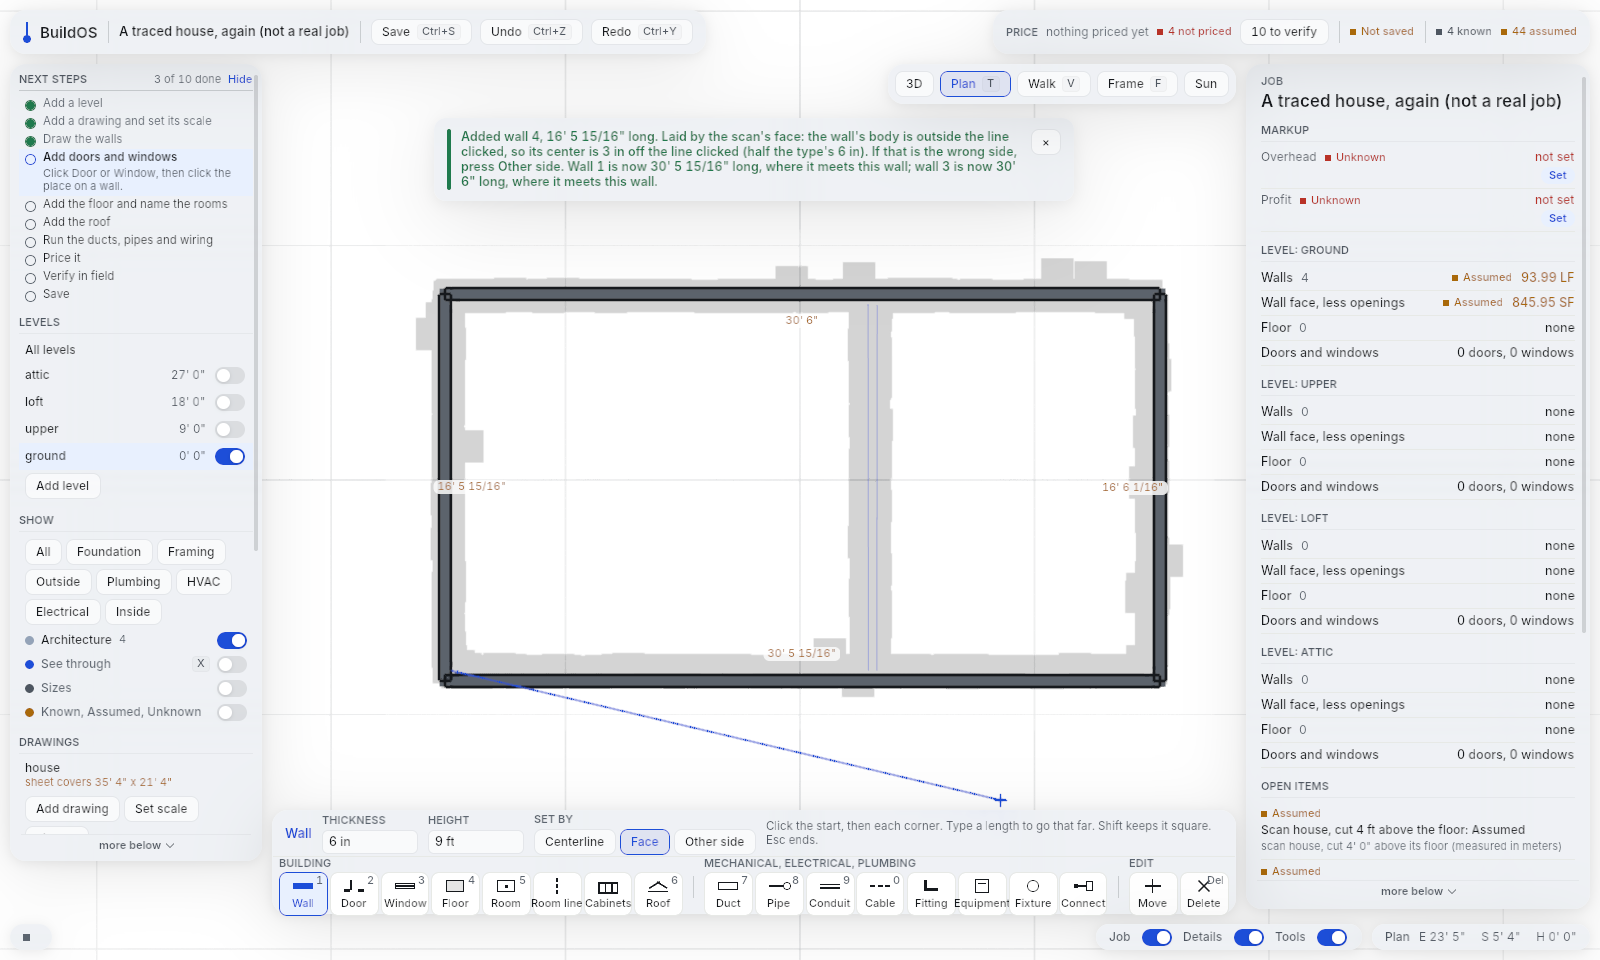 BuildOS
A traced house, again (not a real job)
Save Ctrl+S
Undo Ctrl+Z
Redo Ctrl+Y
PRICE nothing priced yet 4 not priced
10 to verify
Not saved
4 known 44 assumed
NEXT STEPS 3 of 10 done Hide
Add a level
Add a drawing and set its scale
Draw the walls
Add doors and windows
Click Door or Window, then click the
place on a wall.
Add the floor and name the rooms
Add the roof
Run the ducts, pipes and wiring
Price it
Verify in field
Save
LEVELS
All levels
attic 27' 0"
loft 18' 0"
upper 9' 0"
ground 0' 0"
Add level
SHOW
All Foundation Framing
Outside Plumbing HVAC
Electrical Inside
Architecture 4
See through X
Sizes
Known, Assumed, Unknown
DRAWINGS
house
sheet covers 35' 4" x 21' 4"
Add drawing Set scale
more below
3D Plan T Walk V Frame F Sun
Added wall 4, 16' 5 15/16" long. Laid by the scan's face: the wall's body is outside the line
clicked, so its center is 3 in off the line clicked (half the type's 6 in). If that is the wrong side,
press Other side. Wall 1 is now 30' 5 15/16" long, where it meets this wall; wall 3 is now 30'
6" long, where it meets this wall.
×
30' 6"
16' 5 15/16"
16' 6 1/16"
30' 5 15/16"
Wall
THICKNESS
6 in
HEIGHT
9 ft
SET BY
Centerline Face Other side
Click the start, then each corner. Type a length to go that far. Shift keeps it square.
Esc ends.
BUILDING
1 Wall
2 Door
3 Window
4 Floor
5 Room
Room line
Cabinets
6 Roof
MECHANICAL, ELECTRICAL, PLUMBING
7 Duct
8 Pipe
9 Conduit
0 Cable
Fitting
Equipment
Fixture
Connect
EDIT
Move
Del Delete
JOB
A traced house, again (not a real job)
MARKUP
Overhead Unknown not set
Set
Profit Unknown not set
Set
LEVEL: GROUND
Walls 4 Assumed 93.99 LF
Wall face, less openings Assumed 845.95 SF
Floor 0 none
Doors and windows 0 doors, 0 windows
LEVEL: UPPER
Walls 0 none
Wall face, less openings none
Floor 0 none
Doors and windows 0 doors, 0 windows
LEVEL: LOFT
Walls 0 none
Wall face, less openings none
Floor 0 none
Doors and windows 0 doors, 0 windows
LEVEL: ATTIC
Walls 0 none
Wall face, less openings none
Floor 0 none
Doors and windows 0 doors, 0 windows
OPEN ITEMS
Assumed
Scan house, cut 4 ft above the floor: Assumed
scan house, cut 4' 0" above its floor (measured in meters)
Assumed
more below
Job Details Tools
Plan E 23' 5" S 5' 4" H 0' 0"